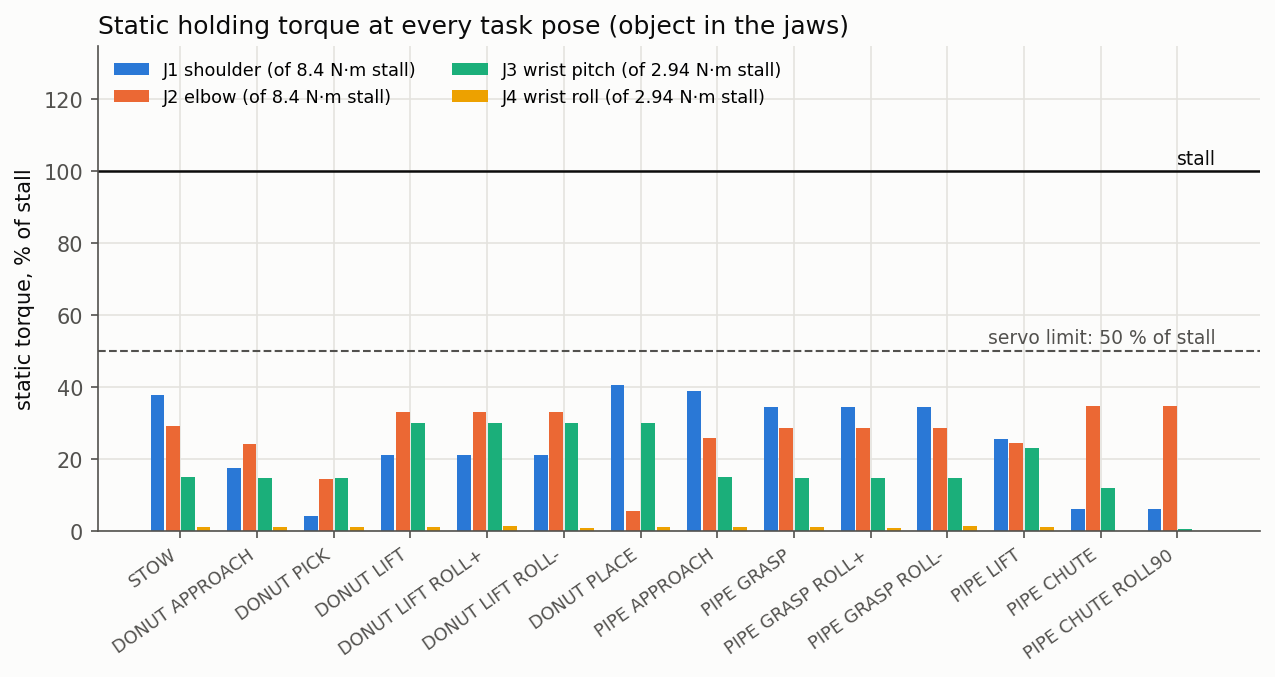 Static holding torque at every task pose (object in the jaws)
J1 shoulder (of 8.4 N·m stall)
J2 elbow (of 8.4 N·m stall)
J3 wrist pitch (of 2.94 N·m stall)
J4 wrist roll (of 2.94 N·m stall)
static torque, % of stall
120
100
80
60
40
20
0
stall
servo limit: 50 % of stall
STOW
DONUT APPROACH
DONUT PICK
DONUT LIFT
DONUT LIFT ROLL+
DONUT LIFT ROLL-
DONUT PLACE
PIPE APPROACH
PIPE GRASP
PIPE GRASP ROLL+
PIPE GRASP ROLL-
PIPE LIFT
PIPE CHUTE
PIPE CHUTE ROLL90